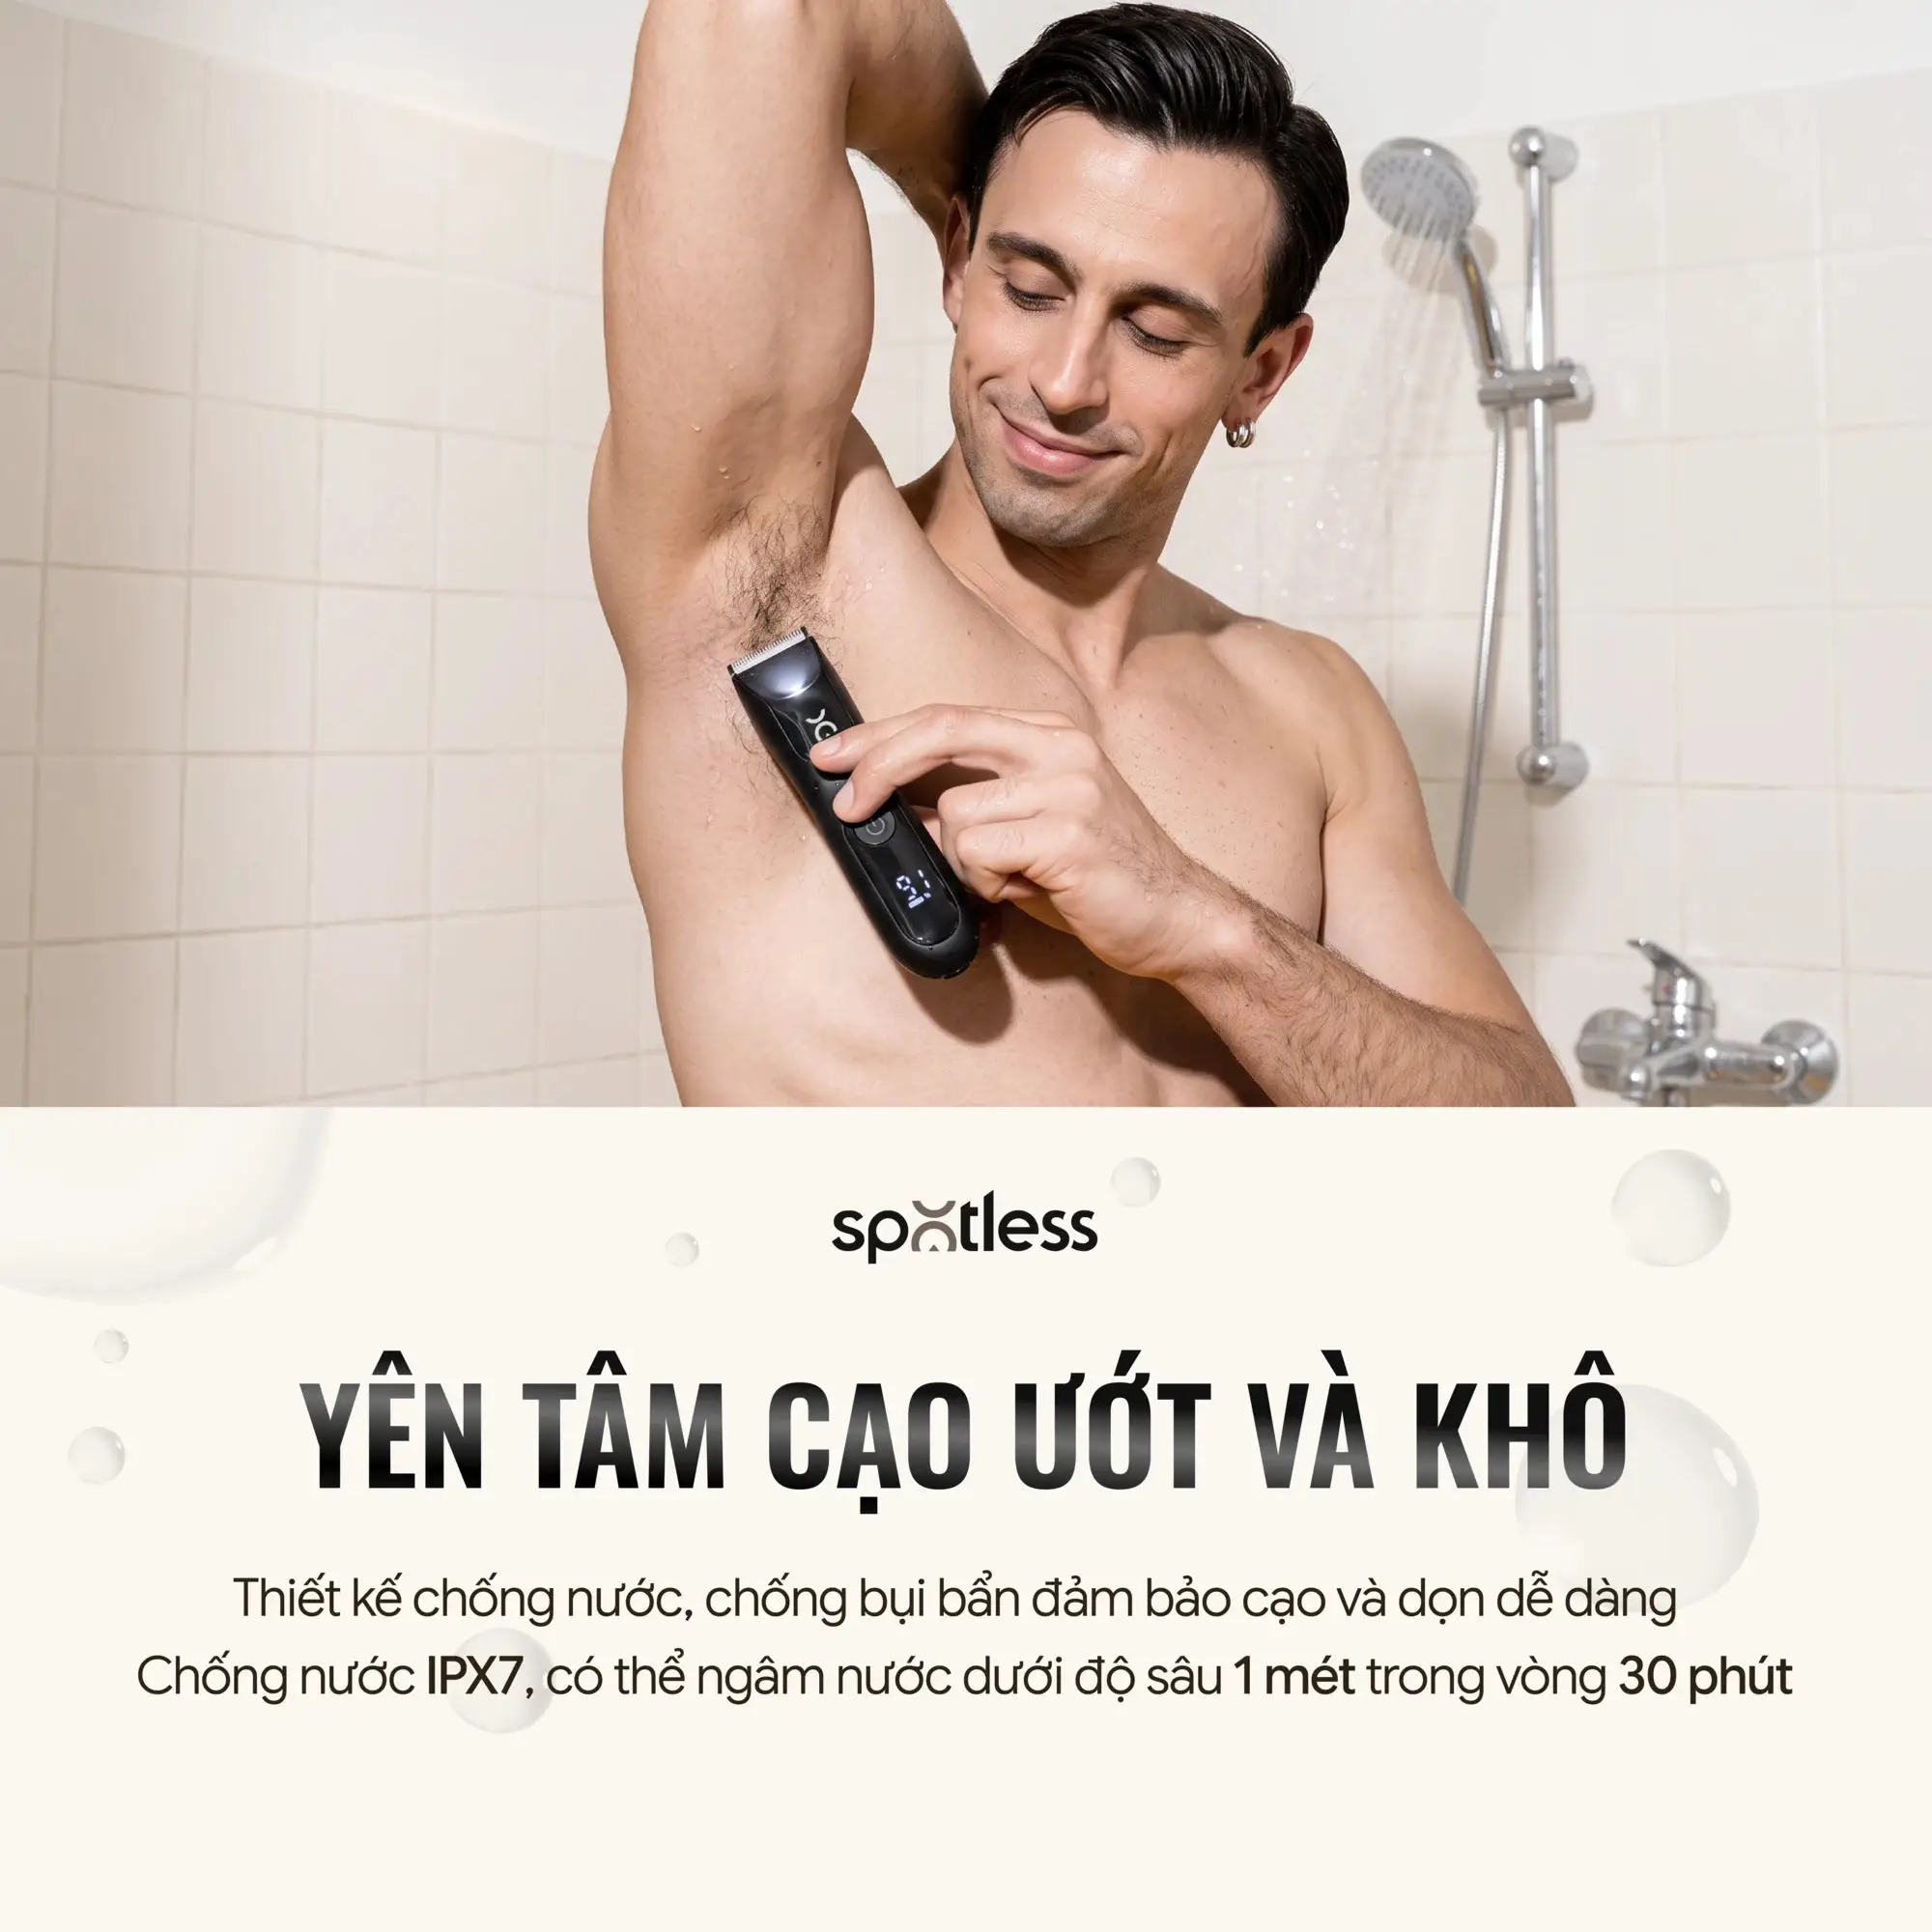 91
spotless
YÊN TÂM CẠO ƯỚT VÀ KHÔ
Thiết kế chống nước, chống bụi bẩn đảm bảo cạo và dọn dễ dàng
Chống nước IPX7, có thể ngâm nước dưới độ sâu 1 mét trong vòng 30 phút